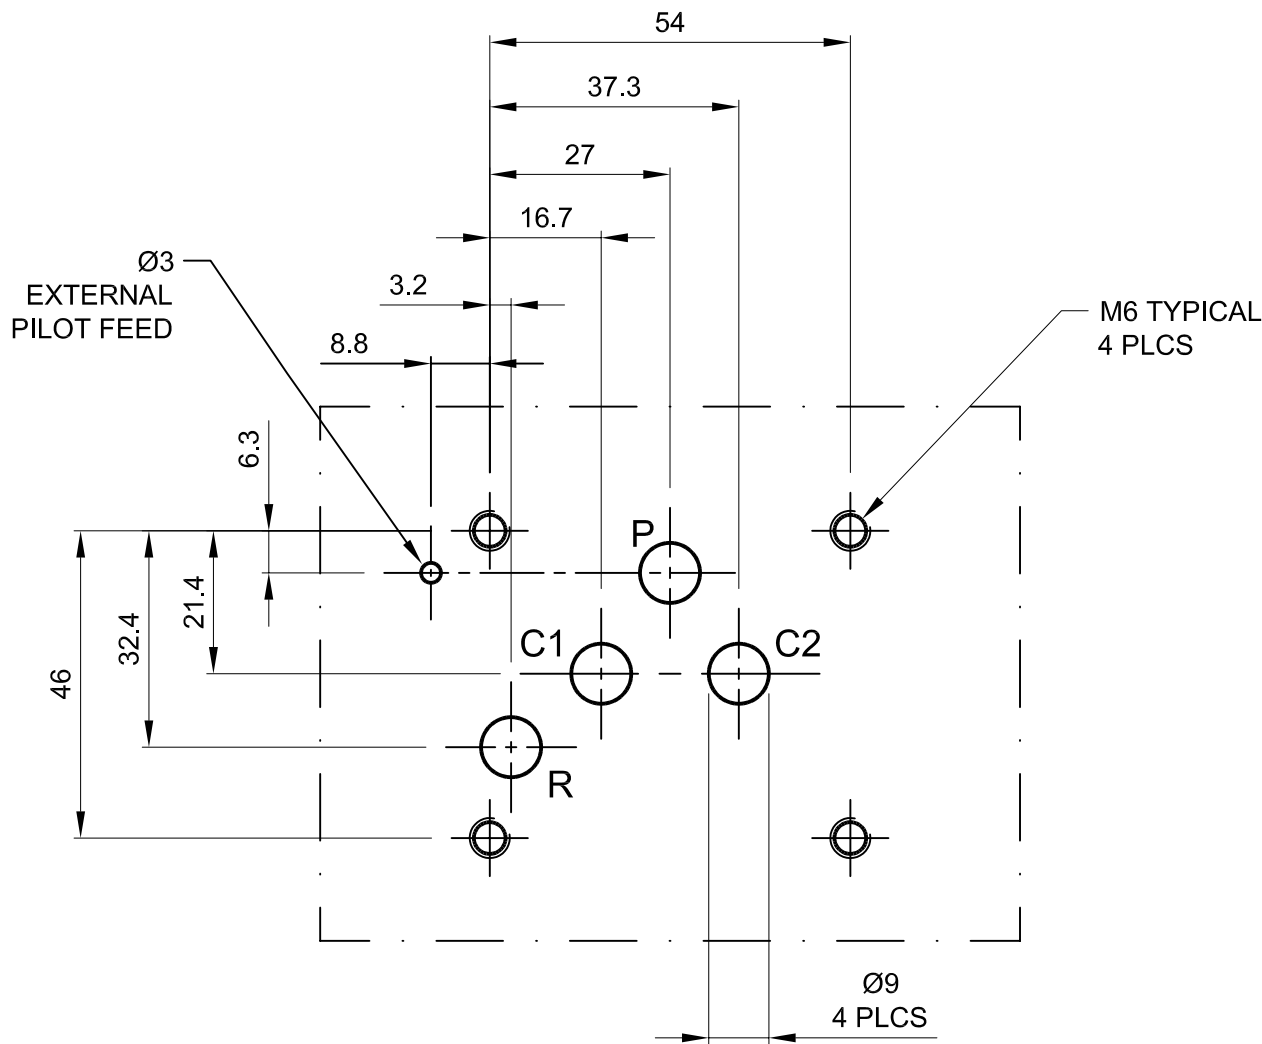 54
37.3
27
16.7
Ø3
EXTERNAL
PILOT FEED
3.2
M6 TYPICAL
4 PLCS
8.8
6.3
P
21.4
32.4
46
C1
C2
R
Ø9
4 PLCS